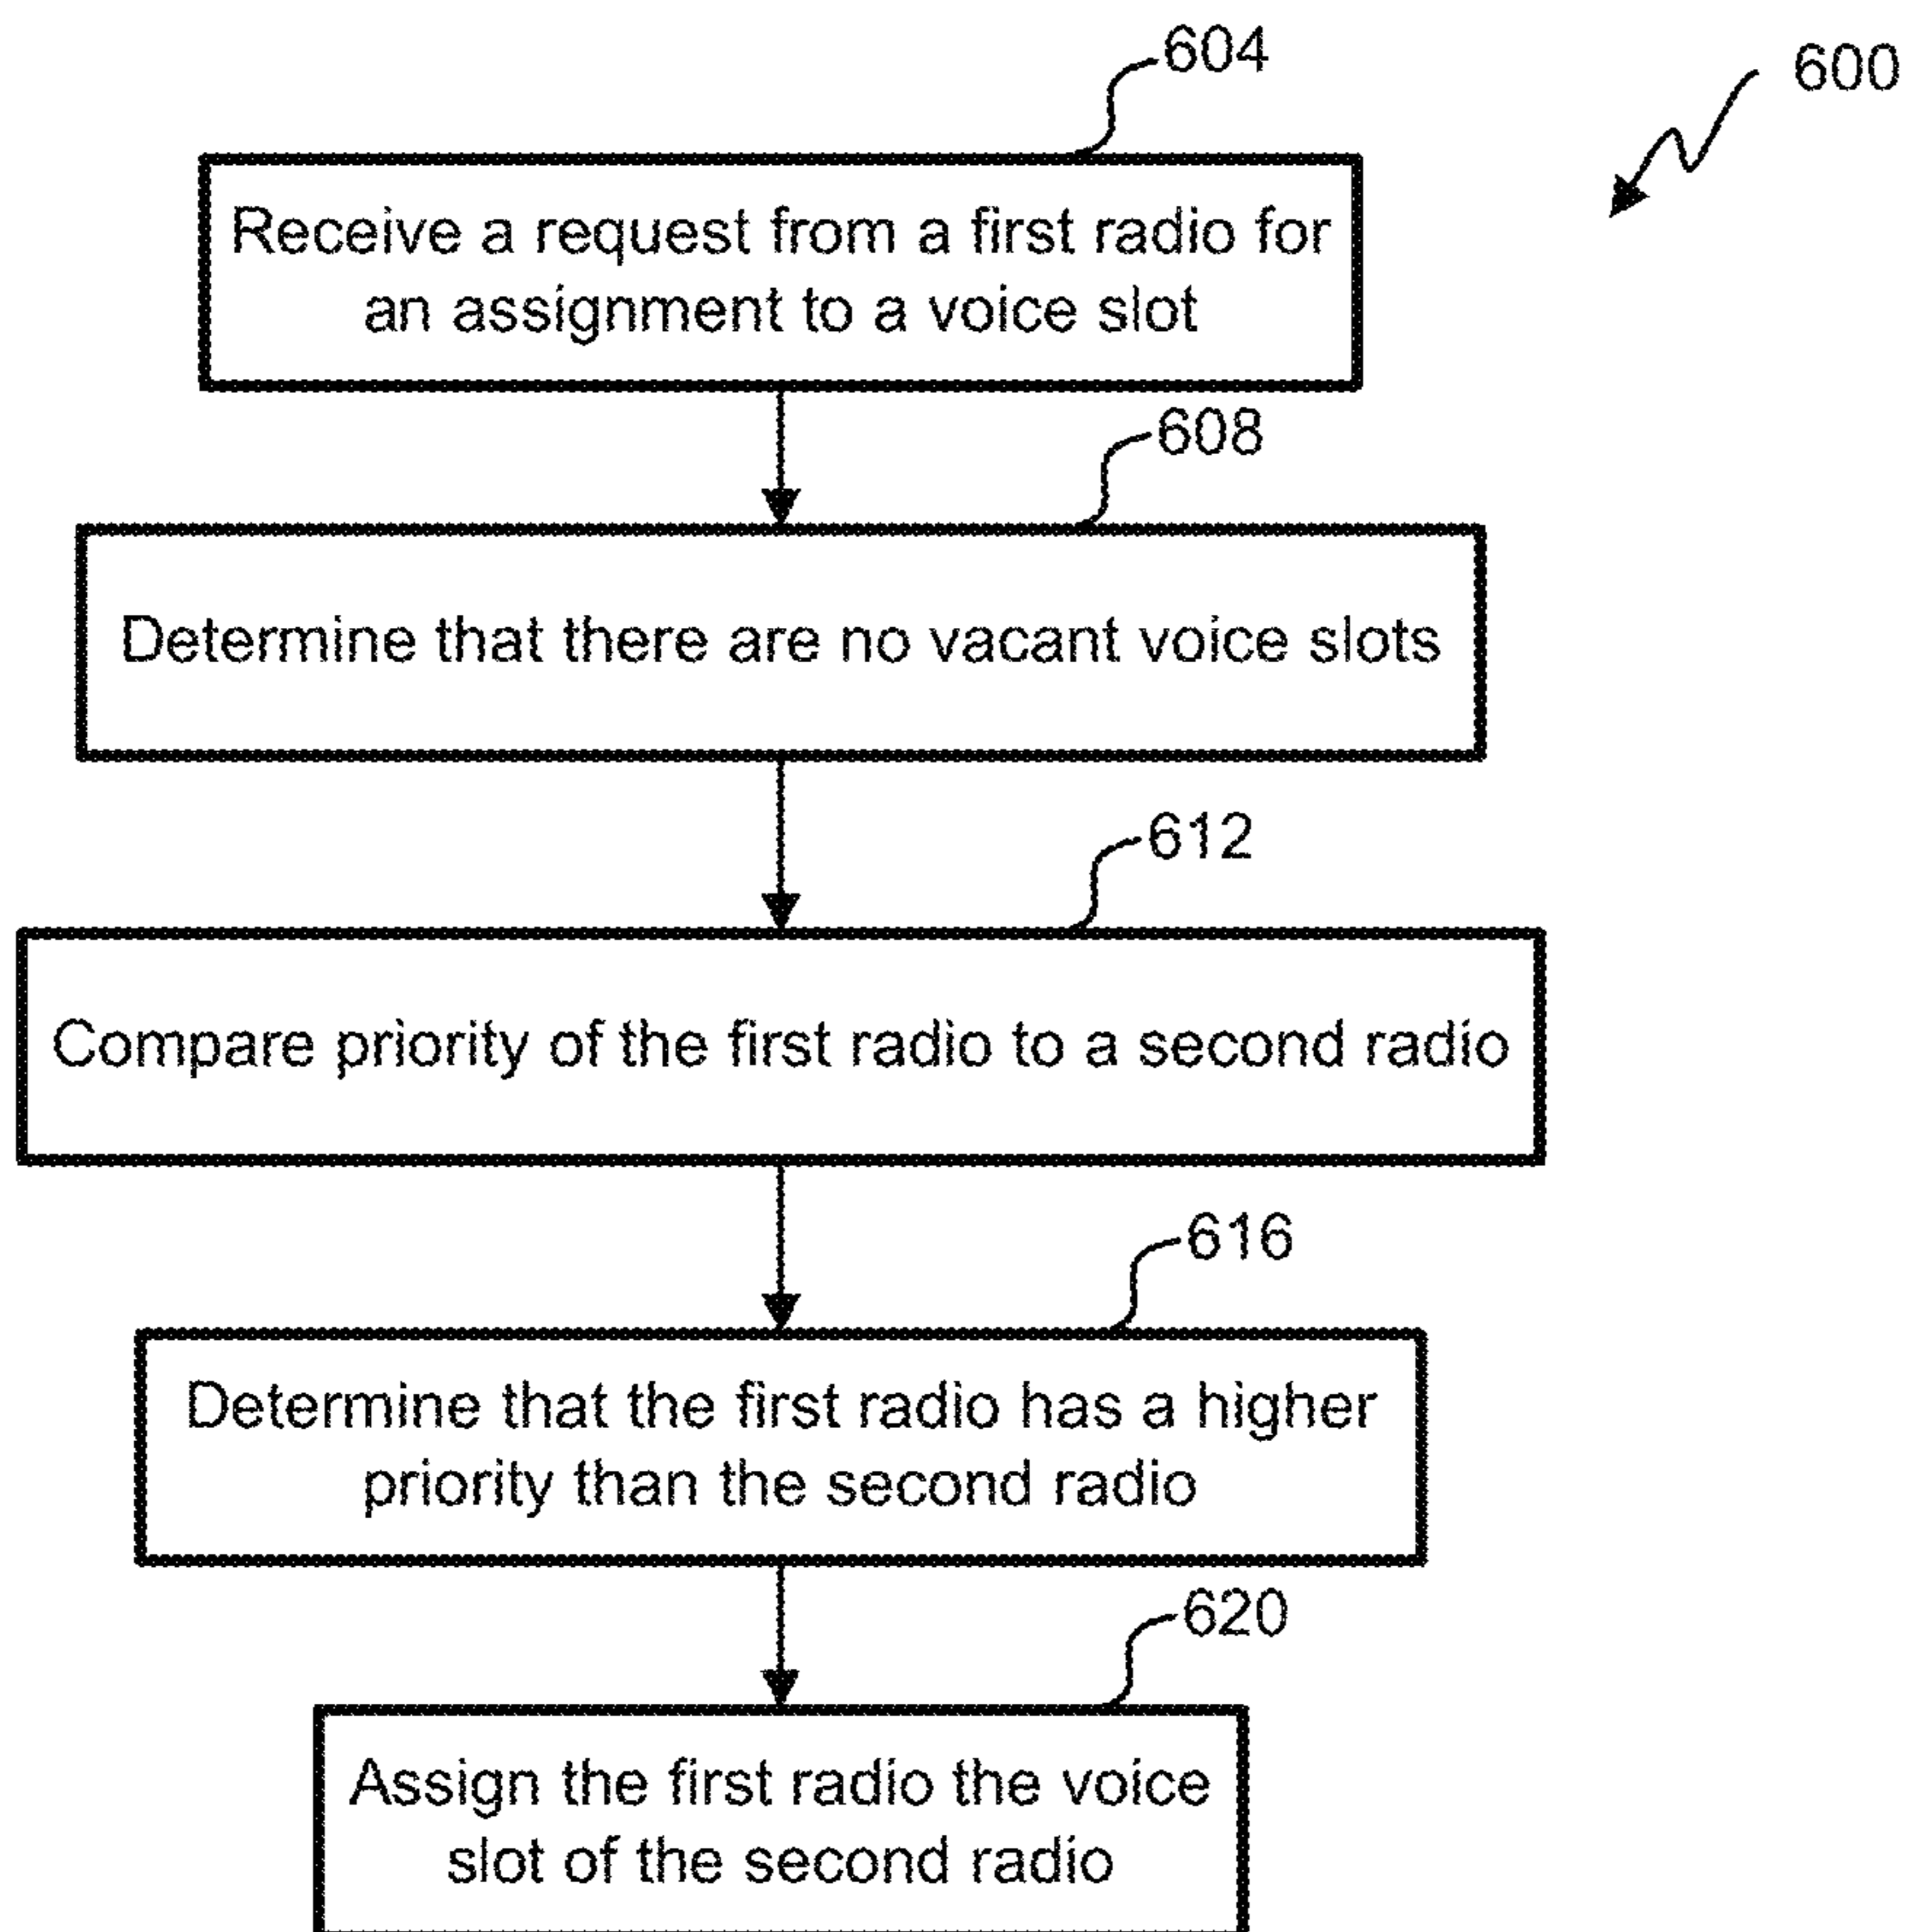 604
600
Receive a request from a first radio for
an assignment to a voice slot
608
Determine that there are no vacant voice slots
612
Compare priority of the first radio to a second radio
616
Determine that the first radio has a higher
priority than the second radio
620
Assign the first radio the voice
slot of the second radio